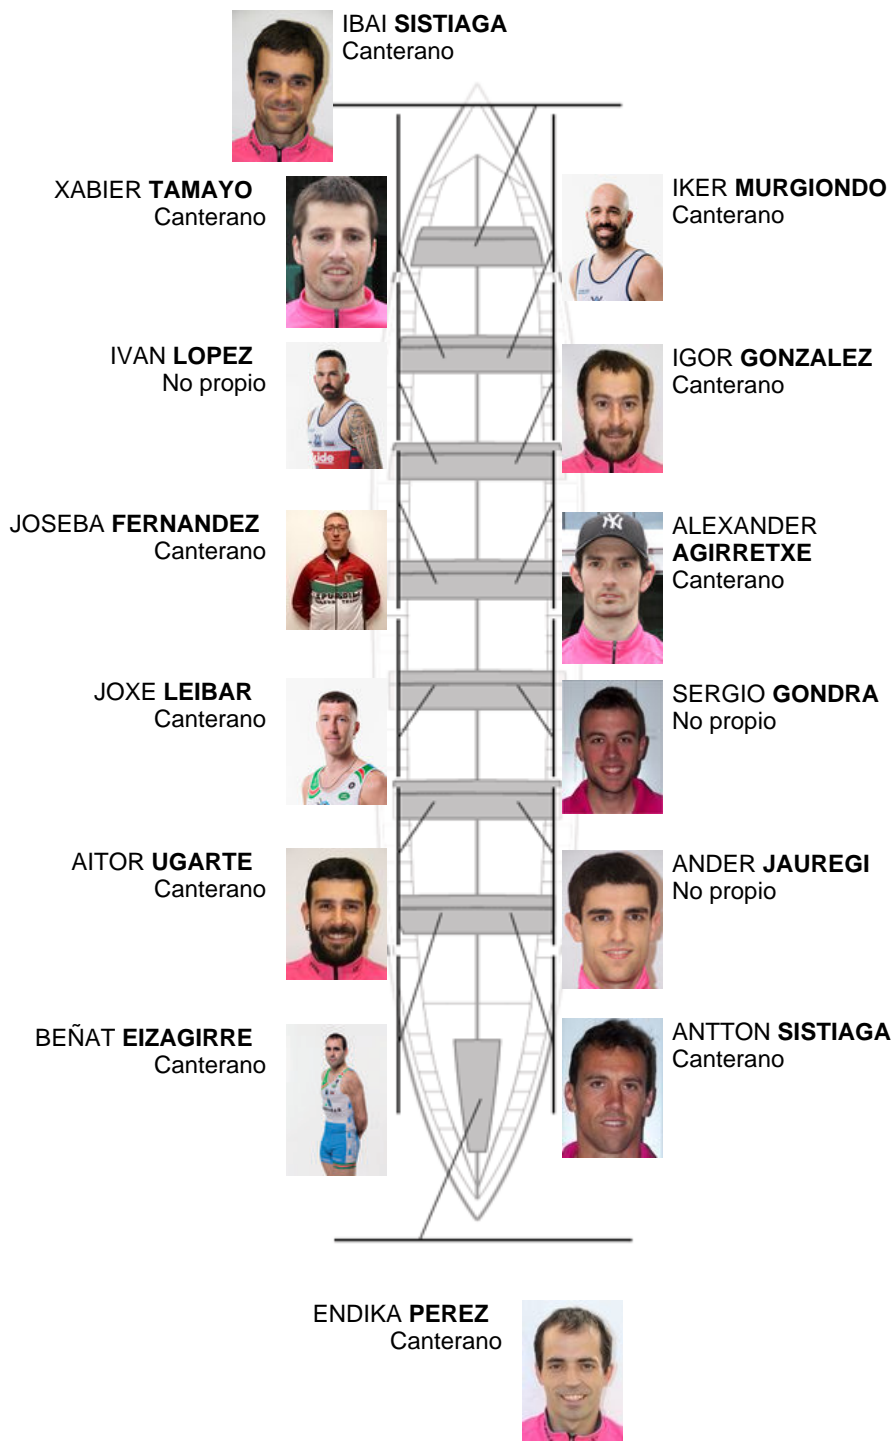 IBAI SISTIAGA
Canterano
XABIER TAMAYO
Canterano
IKER MURGIONDO
Canterano
IVAN LOPEZ
No propio
IGOR GONZALEZ
Canterano
JOSEBA FERNANDEZ
Canterano
ALEXANDER
AGIRRETXE
Canterano
JOXE LEIBAR
Canterano
SERGIO GONDRA
No propio
AITOR UGARTE
Canterano
ANDER JAUREGI
No propio
BEÑAT EIZAGIRRE
Canterano
ANTTON SISTIAGA
Canterano
ENDIKA PEREZ
Canterano